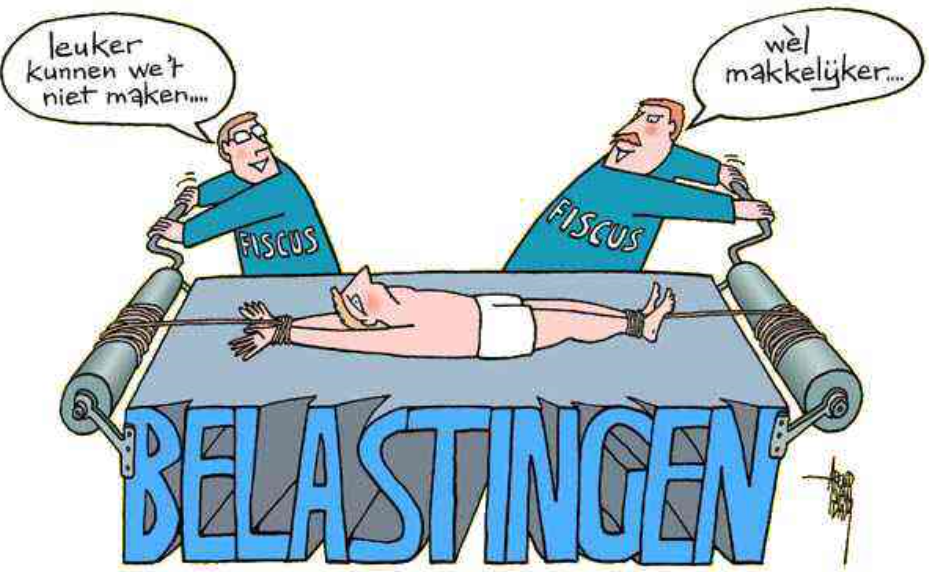 leuker
kunnen we't
niet maken....
wèl
makkelijker....
FISCUS
FISCUS
BELASTINGEN